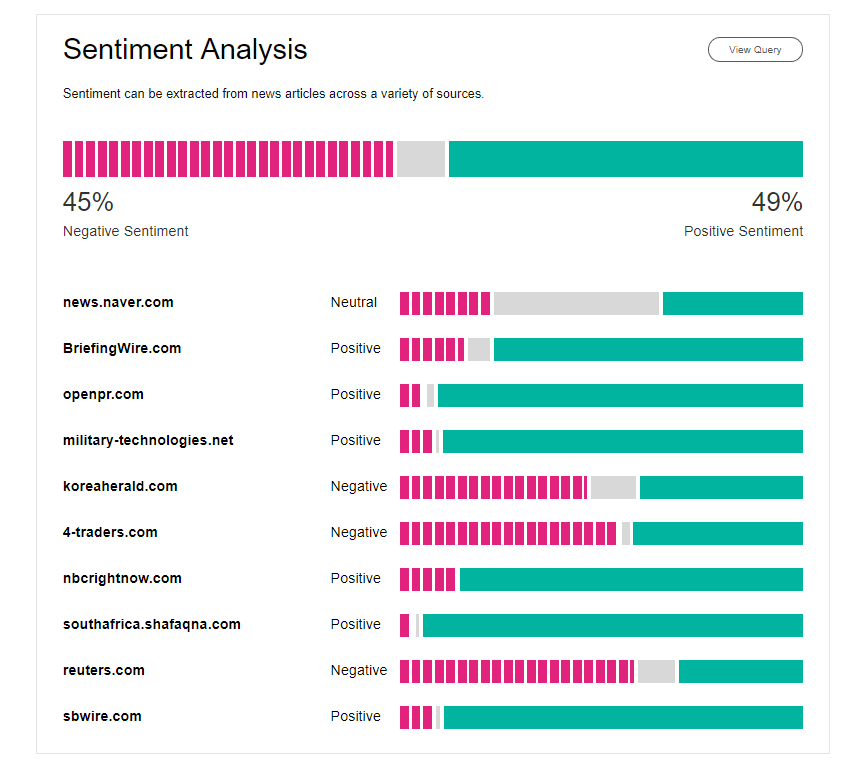 Sentiment Analysis
View Query
Sentiment can be extracted from news articles across a variety of sources.
45%
49%
Negative Sentiment
Positive Sentiment
news.naver.com Neutral
BriefingWire.com Positive
openpr.com Positive
military-technologies.net Positive
koreaherald.com Negative
4-traders.com Negative
nbcrightnow.com Positive
southafrica.shafaqna.com Positive
reuters.com Negative
sbwire.com Positive